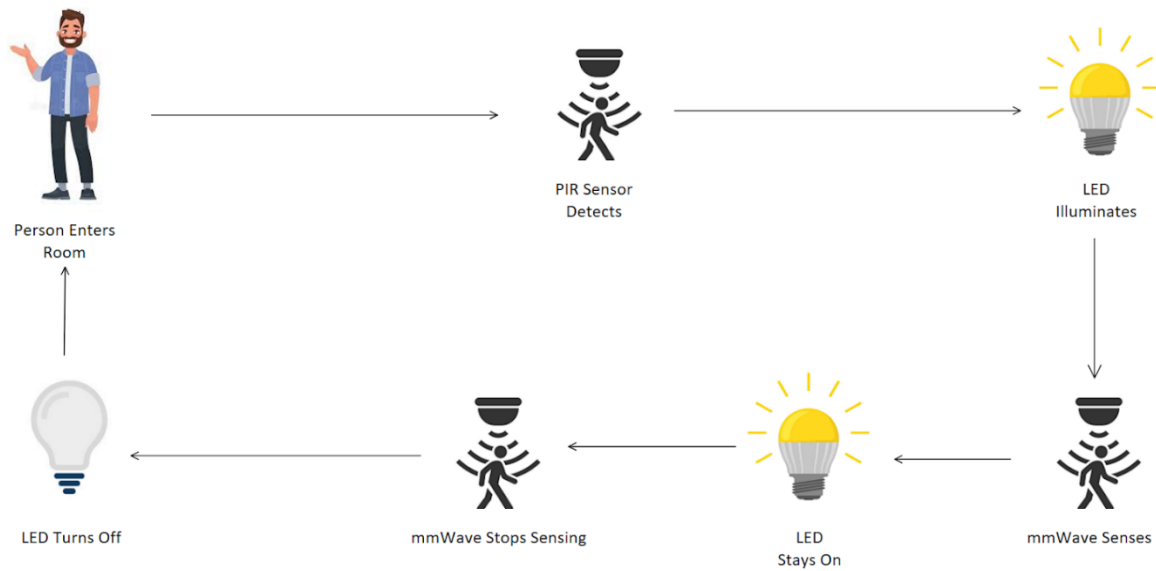 Person Enters
Room
PIR Sensor
Detects
LED
Illuminates
LED Turns Off
mmWave Stops Sensing
LED
Stays On
mmWave Senses